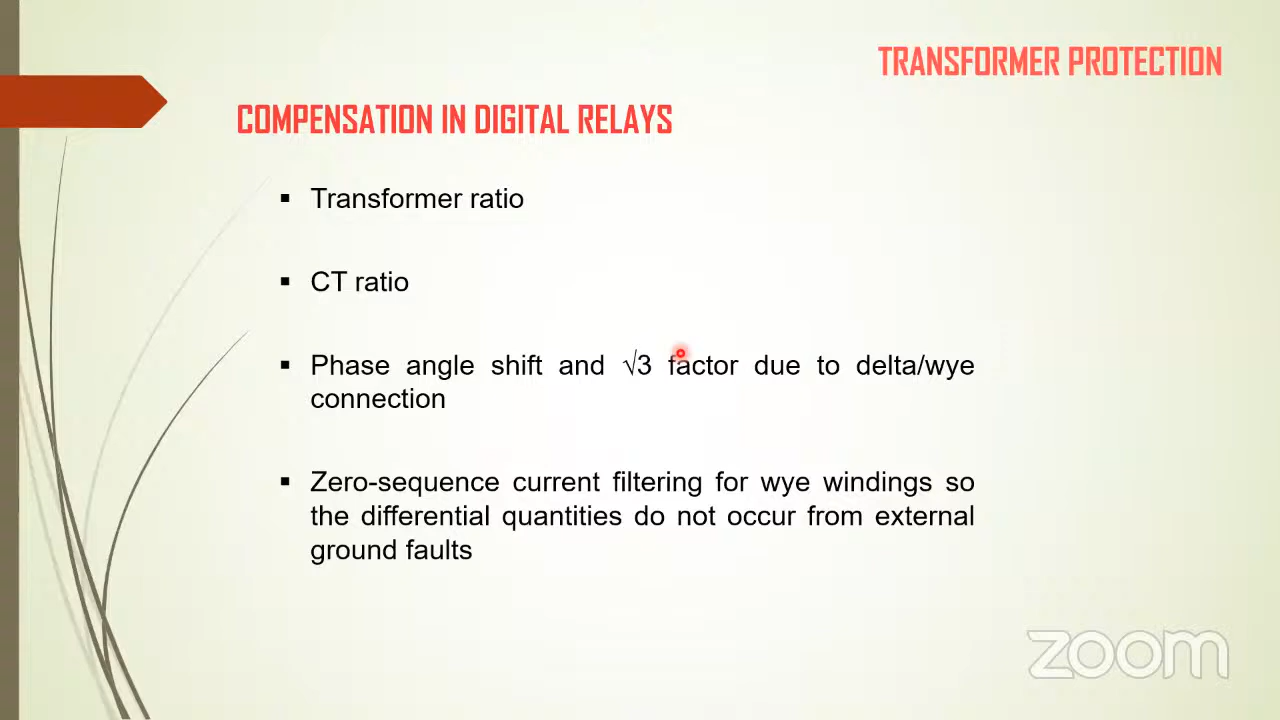 TRANSFORMER PROTECTION
COMPENSATION IN DIGITAL RELAYS
▪ Transformer ratio
▪ CT ratio
▪ Phase angle shift and √3 factor due to delta/wye
connection
▪ Zero-sequence current filtering for wye windings so
the differential quantities do not occur from external
ground faults
zoom